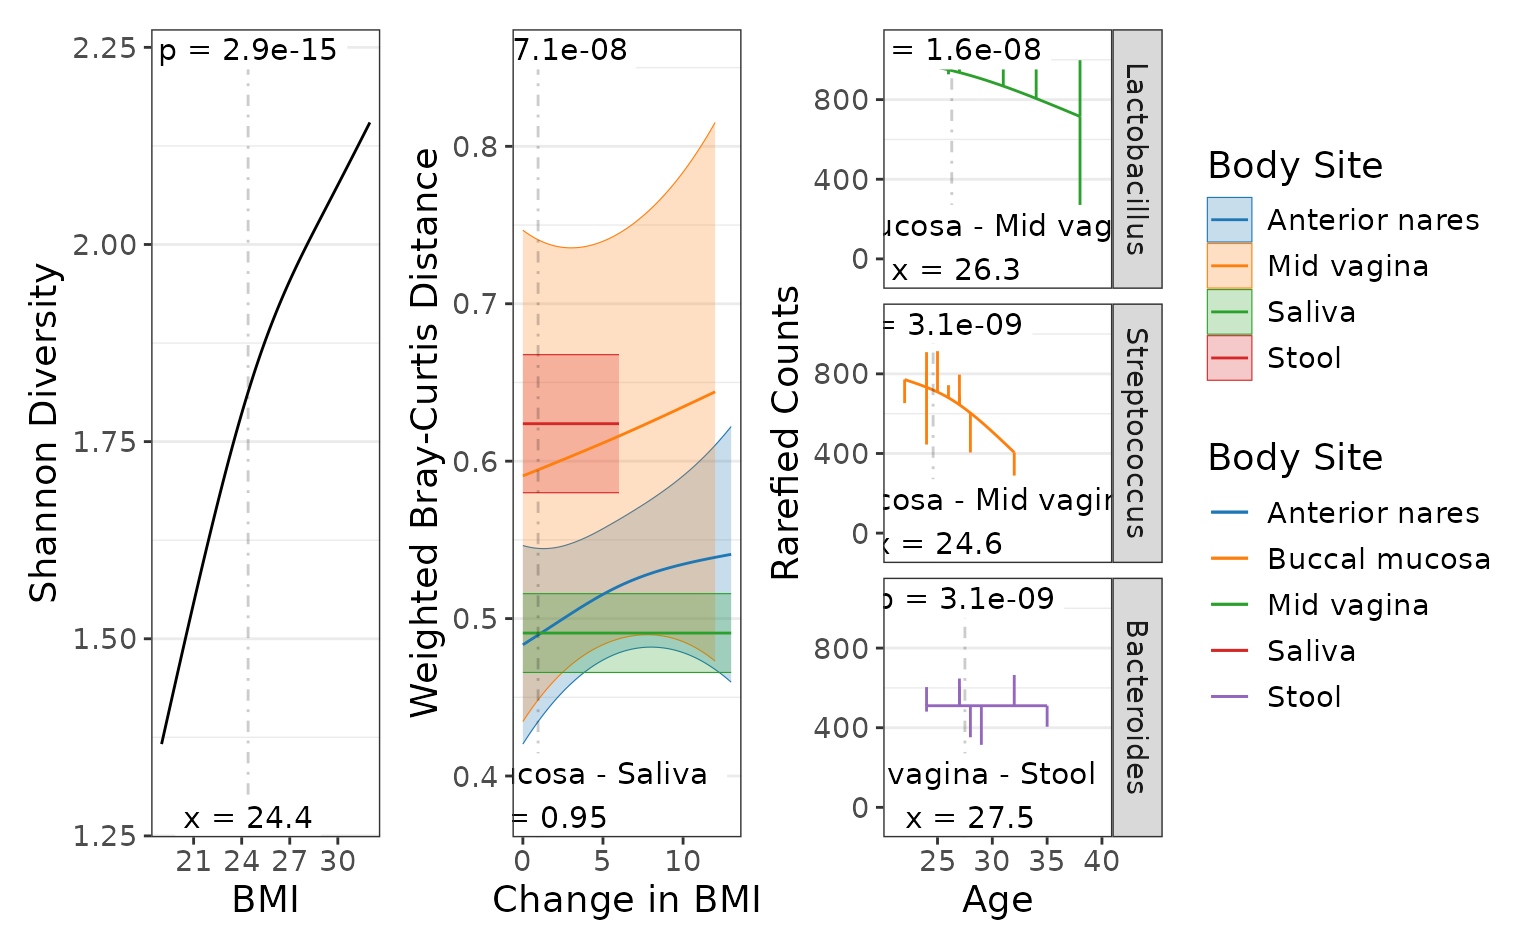 p = 2.9e-15
2.25
2.00
1.75
1.50
1.25
Shannon Diversity
x = 24.4
21 24 27 30
BMI
7.1e-08
0.8
0.7
0.6
0.5
0.4
Weighted Bray-Curtis Distance
cosa - Saliva
= 0.95
0 5 10
Change in BMI
Rarefied Counts
= 1.6e-08
800
400
0
ucosa - Mid vag
x = 26.3
Lactobacillus
= 3.1e-09
800
400
0
cosa - Mid vagin
x = 24.6
Streptococcus
p = 3.1e-09
800
400
0
vagina - Stool
x = 27.5
Bacteroides
25 30 35 40
Age
Body Site
Anterior nares
Mid vagina
Saliva
Stool
Body Site
Anterior nares
Buccal mucosa
Mid vagina
Saliva
Stool